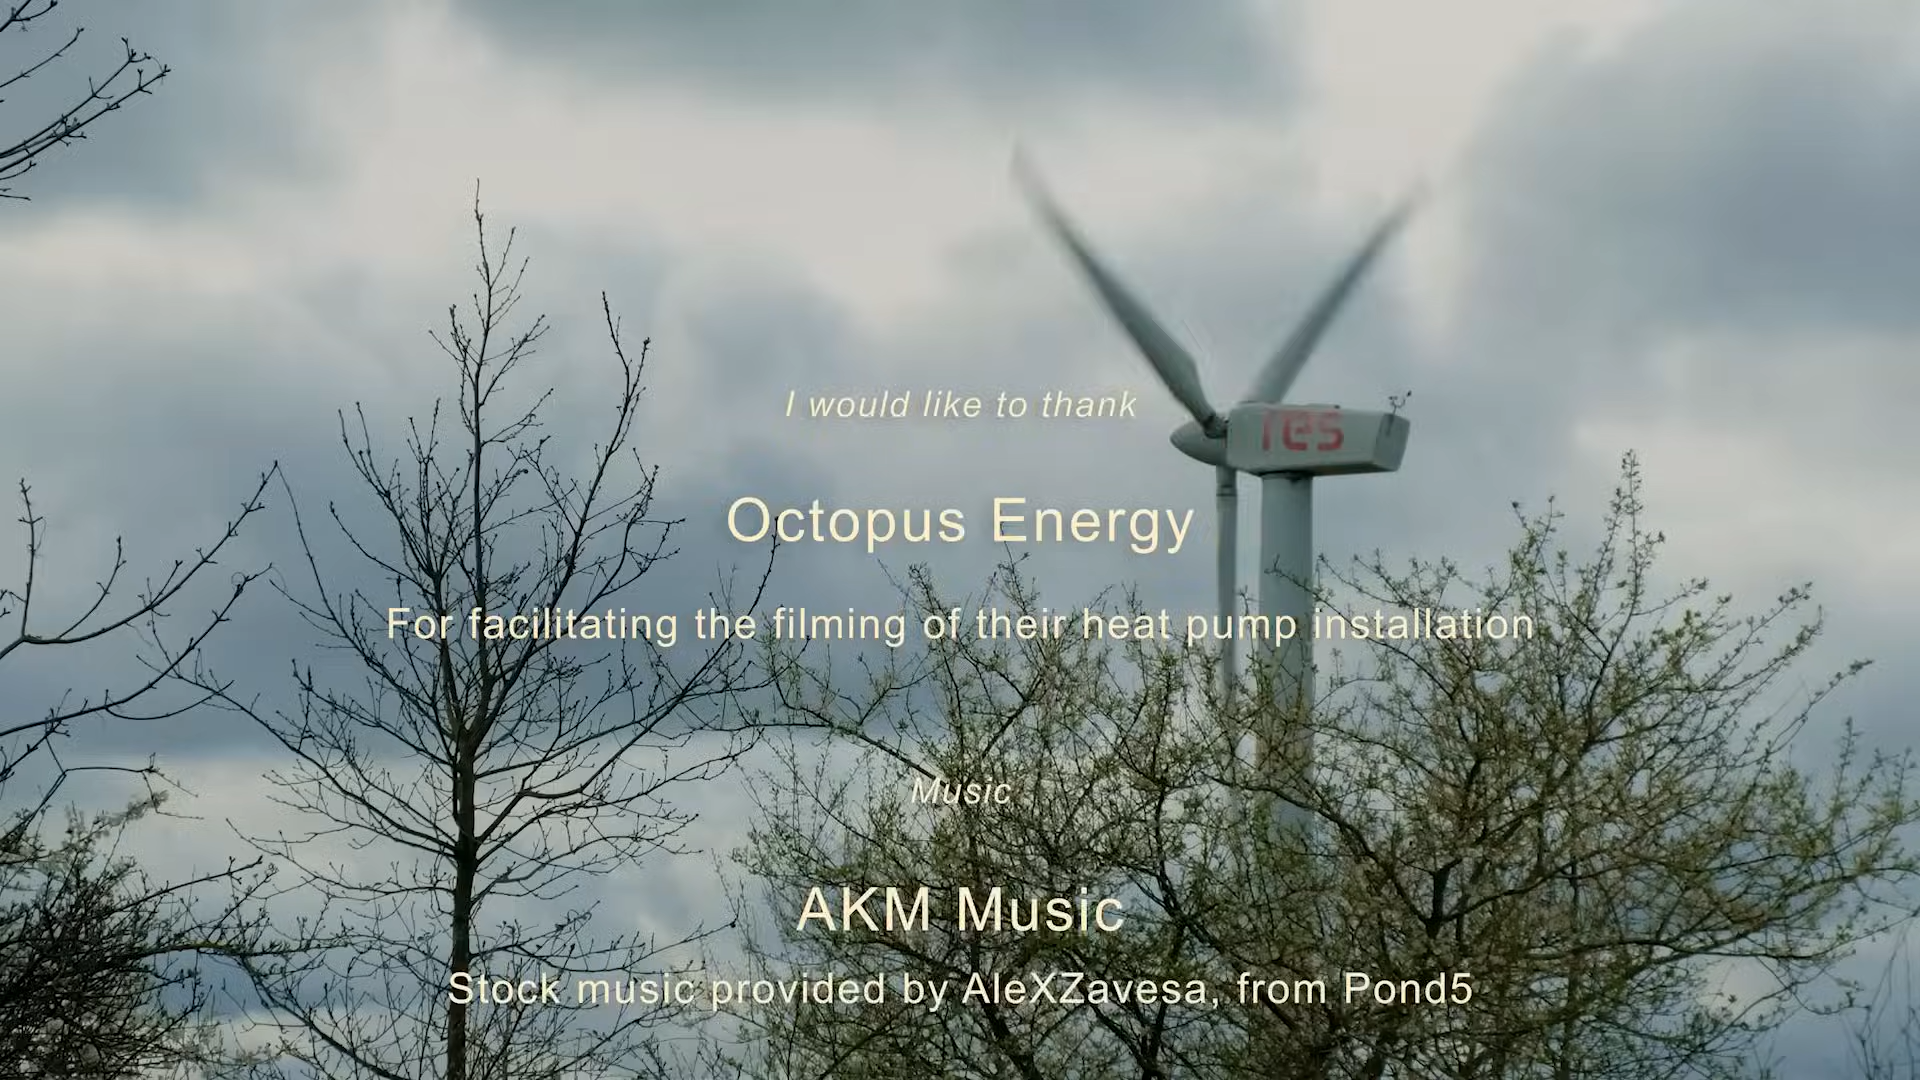 I would like to thank
res
Octopus Energy
For facilitating the filming of their heat pump installation
Music
AKM Music
Stock music provided by AleXZavesa, from Pond5